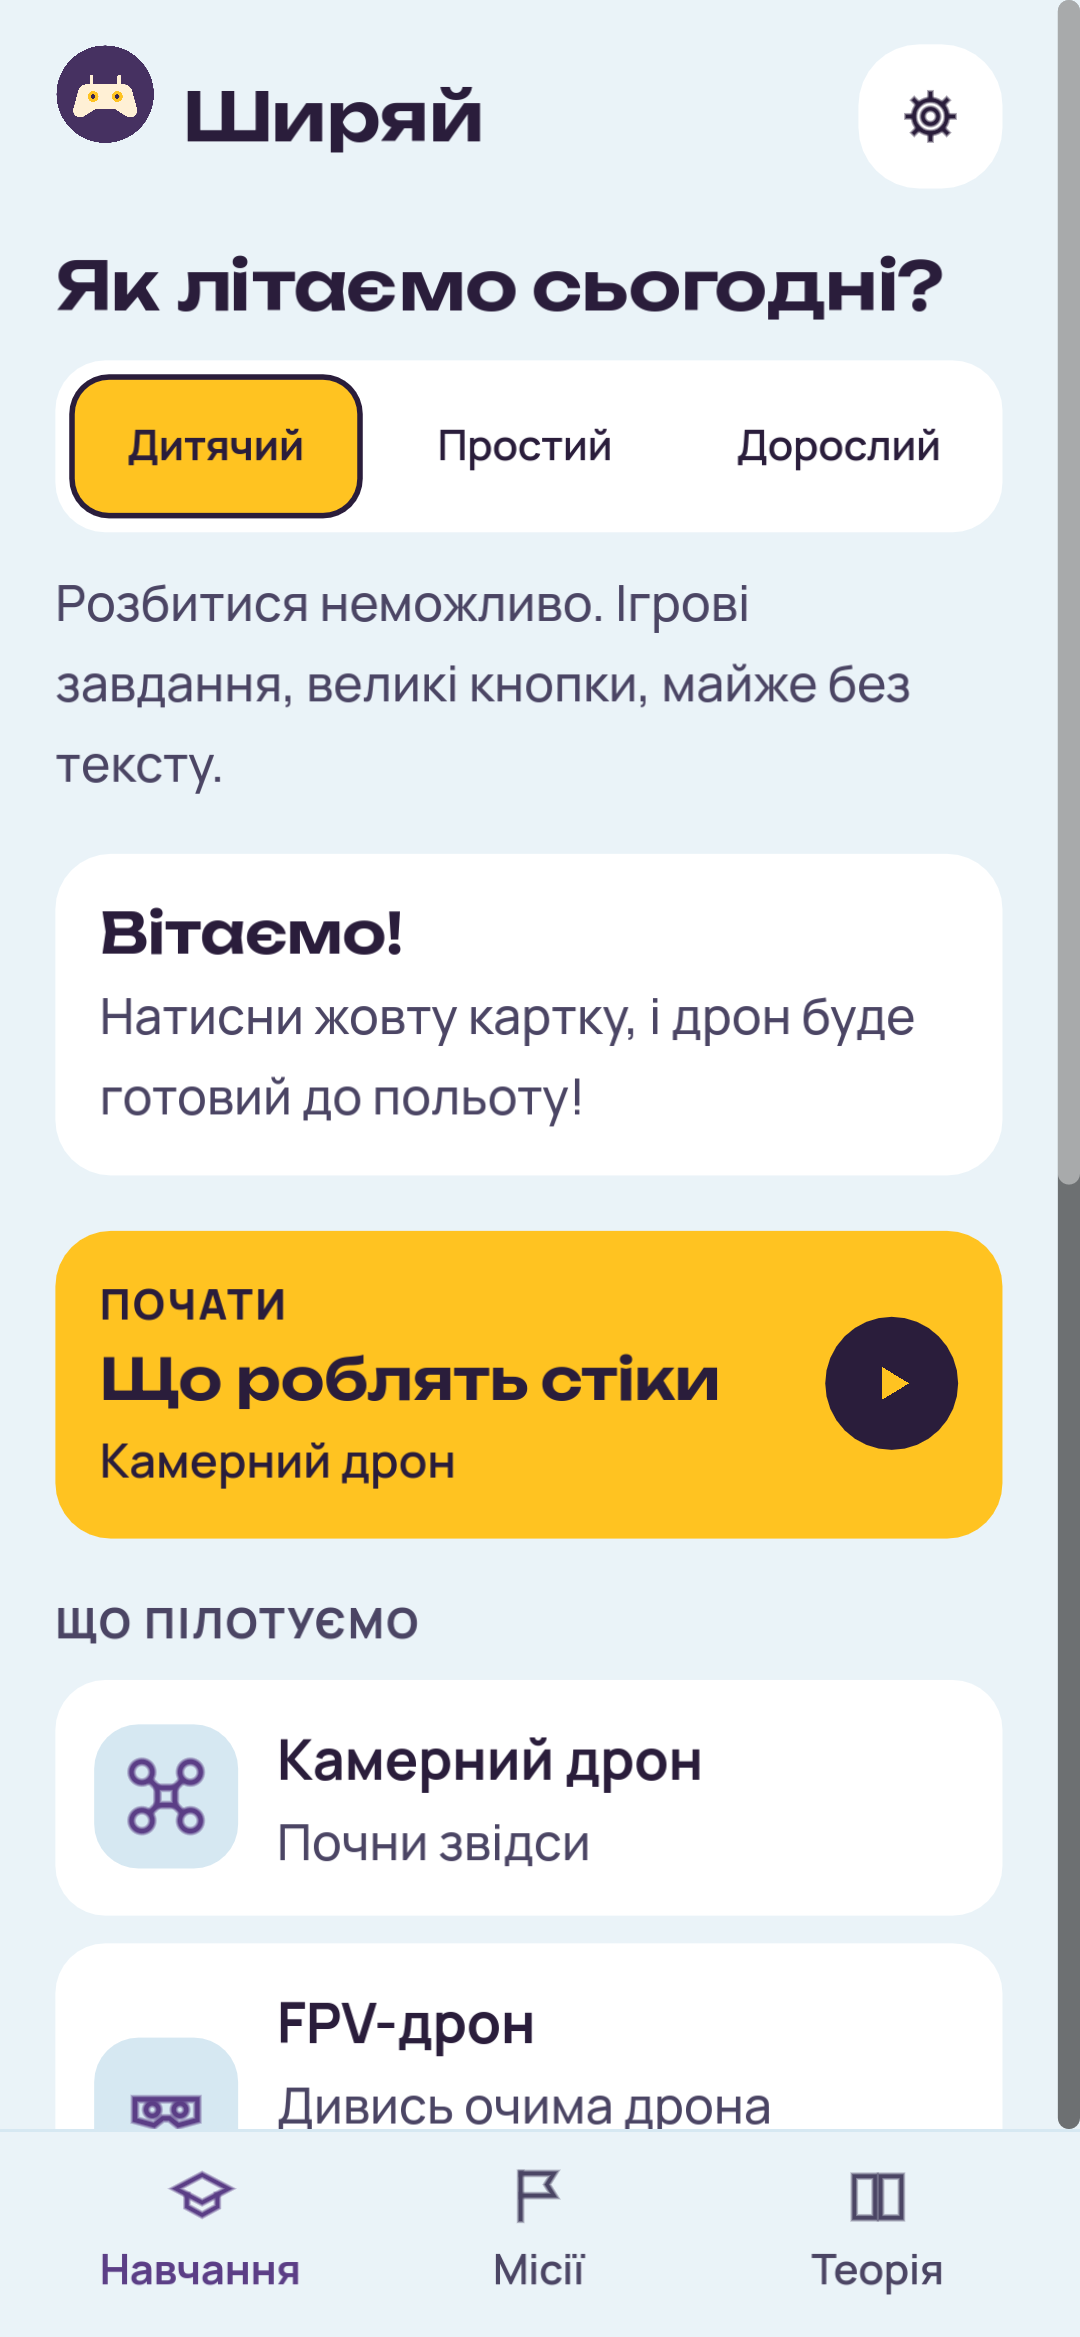 Ширяй
Як літаємо сьогодні?
Дитячий
Простий
Дорослий
Розбитися неможливо. Ігрові
завдання, великі кнопки, майже без
тексту.
Вітаємо!
Натисни жовту картку, і дрон буде
готовий до польоту!
ПОЧАТИ
Що роблять стіки
Камерний дрон
ЩО ПІЛОТУЄМО
Камерний дрон
Почни звідси
FPV-дрон
Дивись очима дрона
Навчання
Місії
Теорія